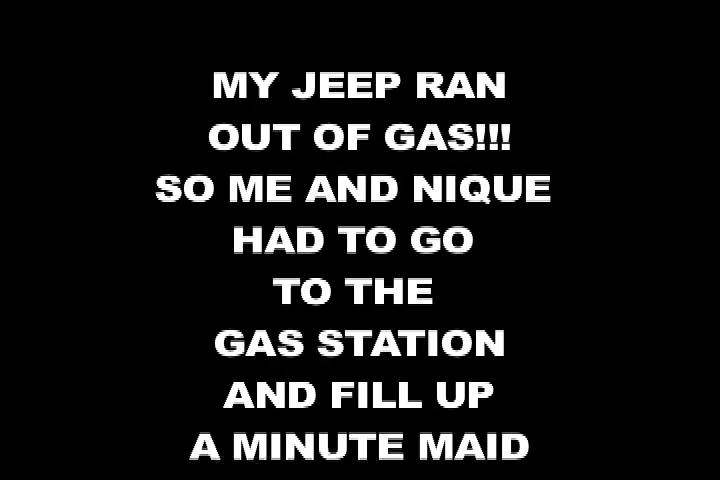 MY JEEP RAN
OUT OF GAS!!!
SO ME AND NIQUE
HAD TO GO
TO THE
GAS STATION
AND FILL UP
A MINUTE MAID